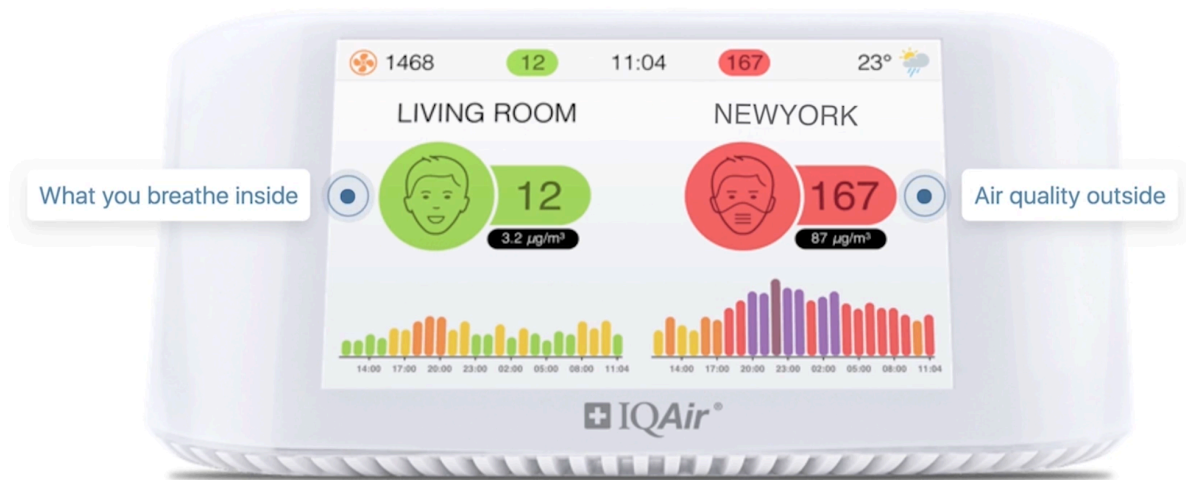 1468 12 11:04 167 23°
LIVING ROOM
NEWYORK
What you breathe inside
12
3.2 µg/m³
167
87 µg/m³
Air quality outside
14:00 17:00 20:00 23:00 02:00 05:00 08:00 11:04
14:00 17:00 20:00 23:00 02:00 05:00 08:00 11:04
IQAir®